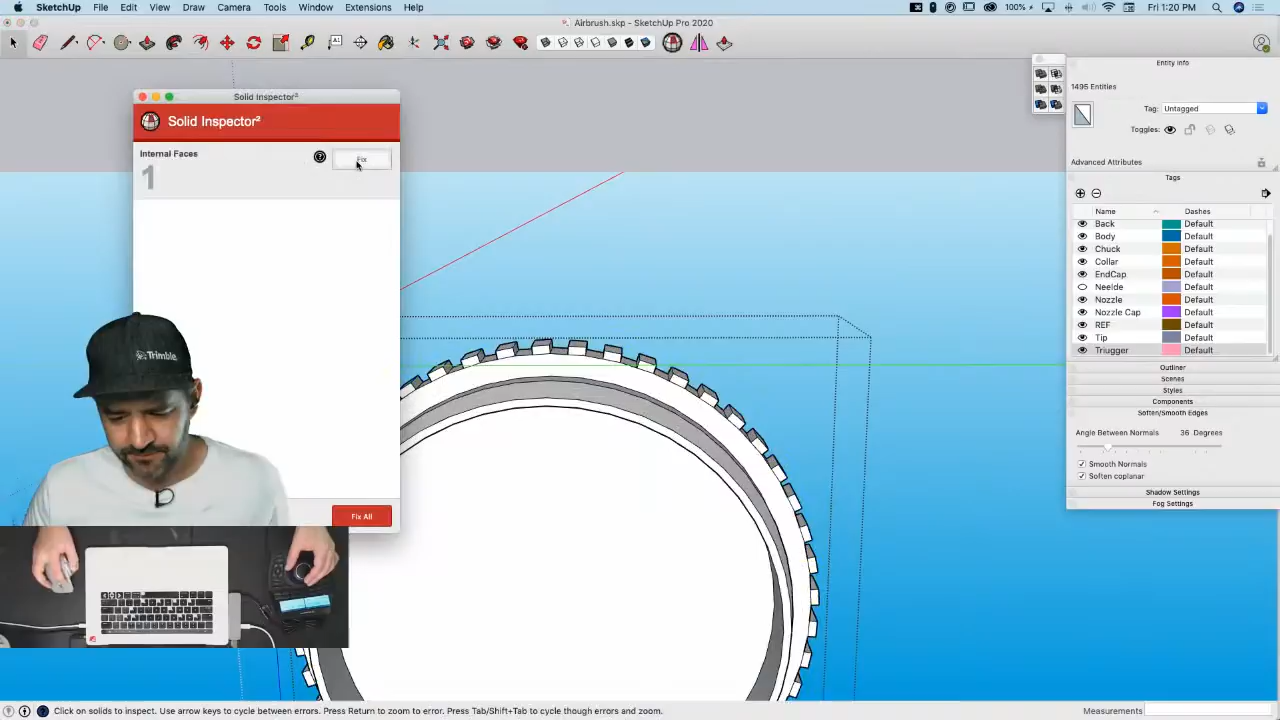 SketchUp File Edit View Draw Camera Tools Window Extensions Help
100% Fri 1:20 PM
Airbrush.skp - SketchUp Pro 2020
Solid Inspector²
Solid Inspector²
Internal Faces
Fix
1
Fix All
Trimble
Entity Info
1495 Entities
Tag: Untagged
Toggles:
Advanced Attributes
Tags
Name Dashes
Back Default
Body Default
Chuck Default
Collar Default
EndCap Default
Neelde Default
Nozzle Default
Nozzle Cap Default
REF Default
Tip Default
Triugger Default
Outliner
Scenes
Styles
Components
Soften/Smooth Edges
Angle Between Normals 36 Degrees
Smooth Normals
Soften coplanar
Shadow Settings
Fog Settings
Click on solids to inspect. Use arrow keys to cycle between errors. Press Return to zoom to error. Press Tab/Shift+Tab to cycle though errors and zoom.
Measurements